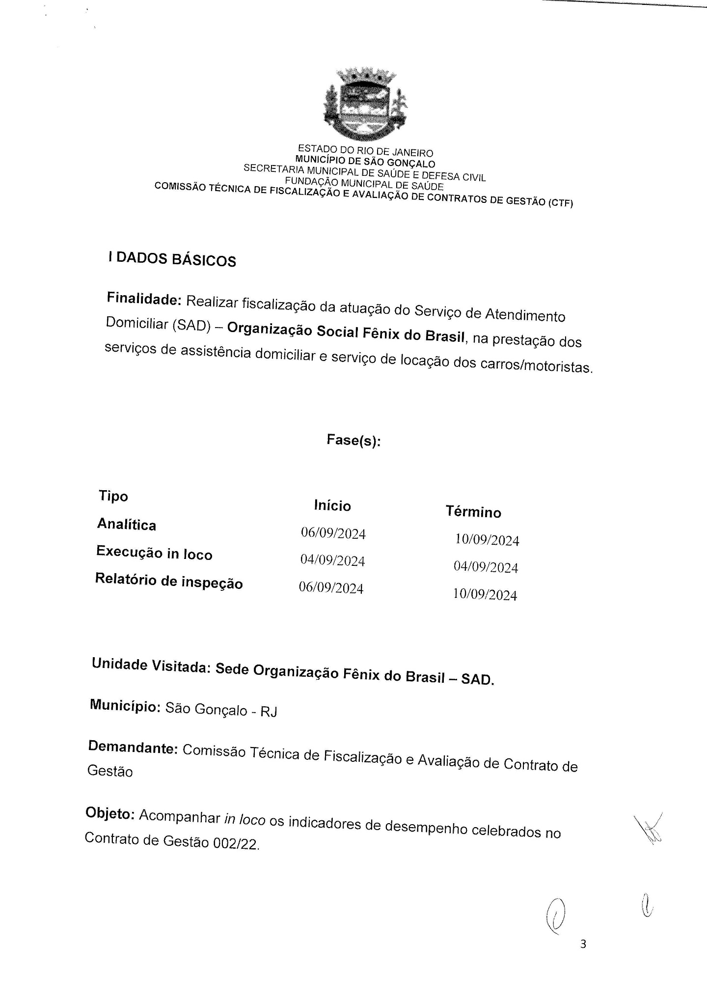 ESTADO DO RIO DE JANEIRO
MUNICÍPIO DE SÃO GONÇALO
SECRETARIA MUNICIPAL DE SAÚDE E DEFESA CIVIL
FUNDAÇÃO MUNICIPAL DE SAÚDE
COMISSÃO TÉCNICA DE FISCALIZAÇÃO E AVALIAÇÃO DE CONTRATOS DE GESTÃO (CTF)
I DADOS BÁSICOS
Finalidade: Realizar fiscalização da atuação do Serviço de Atendimento
Domiciliar (SAD) – Organização Social Fênix do Brasil, na prestação dos
serviços de assistência domiciliar e serviço de locação dos carros/motoristas.
Fase(s):
Tipo Início Término
Analítica 06/09/2024 10/09/2024
Execução in loco 04/09/2024 04/09/2024
Relatório de inspeção 06/09/2024 10/09/2024
Unidade Visitada: Sede Organização Fênix do Brasil – SAD.
Município: São Gonçalo - RJ
Demandante: Comissão Técnica de Fiscalização e Avaliação de Contrato de
Gestão
Objeto: Acompanhar in loco os indicadores de desempenho celebrados no
Contrato de Gestão 002/22.
3